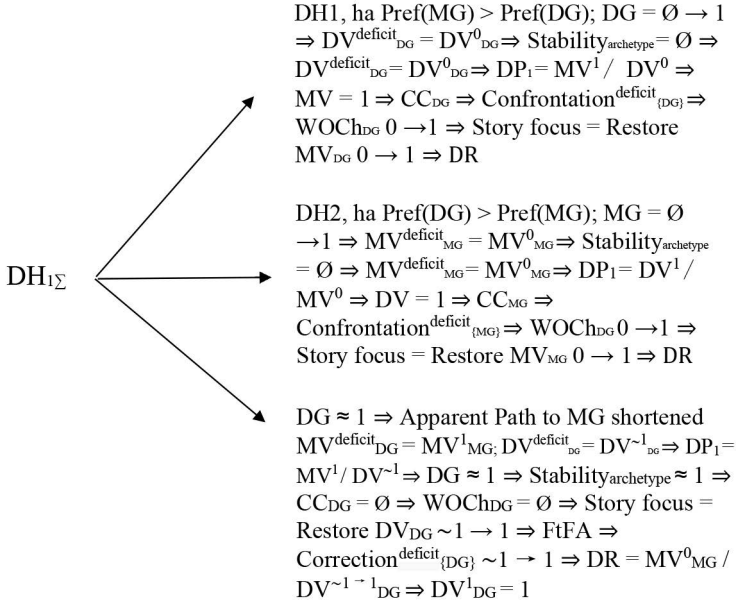 DH1, ha Pref(MG) > Pref(DG); DG = Ø → 1
⇒ DV^deficit_DG = DV^0_DG ⇒ Stability_archetype = Ø ⇒
DV^deficit_DG = DV^0_DG ⇒ DP_1 = MV^1 / DV^0 ⇒
MV = 1 ⇒ CC_DG ⇒ Confrontation^deficit_{DG} ⇒
WOCh_DG 0 →1 ⇒ Story focus = Restore
MV_DG 0 → 1 ⇒ DR
DH2, ha Pref(DG) > Pref(MG); MG = Ø
→1 ⇒ MV^deficit_MG = MV^0_MG ⇒ Stability_archetype
= Ø ⇒ MV^deficit_MG = MV^0_MG ⇒ DP_1 = DV^1 /
MV^0 ⇒ DV = 1 ⇒ CC_MG ⇒
Confrontation^deficit_{MG} ⇒ WOCh_DG 0 →1 ⇒
Story focus = Restore MV_MG 0 → 1 ⇒ DR
DH_1∑
DG ≈ 1 ⇒ Apparent Path to MG shortened
MV^deficit_DG = MV^1_MG; DV^deficit_DG = DV^~1_DG ⇒ DP_1 =
MV^1 / DV^~1 ⇒ DG ≈ 1 ⇒ Stability_archetype ≈ 1 ⇒
CC_DG = Ø ⇒ WOCh_DG = Ø ⇒ Story focus =
Restore DV_DG ~1 → 1 ⇒ FtFA ⇒
Correction^deficit_{DG} ~1 → 1 ⇒ DR = MV^0_MG /
DV^~1 → 1_DG ⇒ DV^1_DG = 1